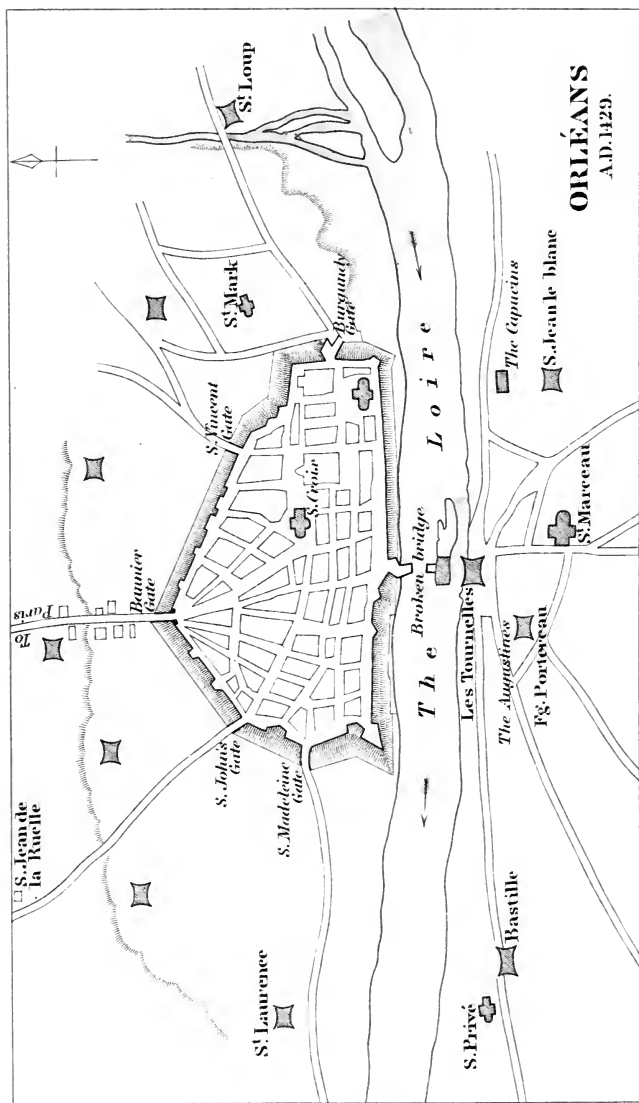 ORLÉANS
A.D. 1429.
S. Jean de
la Ruelle
To Paris
Bannier
Gate
S. Vincent
Gate
St Mark
St Loup
S. John's
Gate
S. Madeleine
Gate
S. Croix
Burgundy
Gate
St Laurence
The Loire
Broken bridge
Les Tournelles
The Augustines
Fg. Portereau
St Marceau
The Capucins
S. Jean le blanc
Bastille
S. Privé